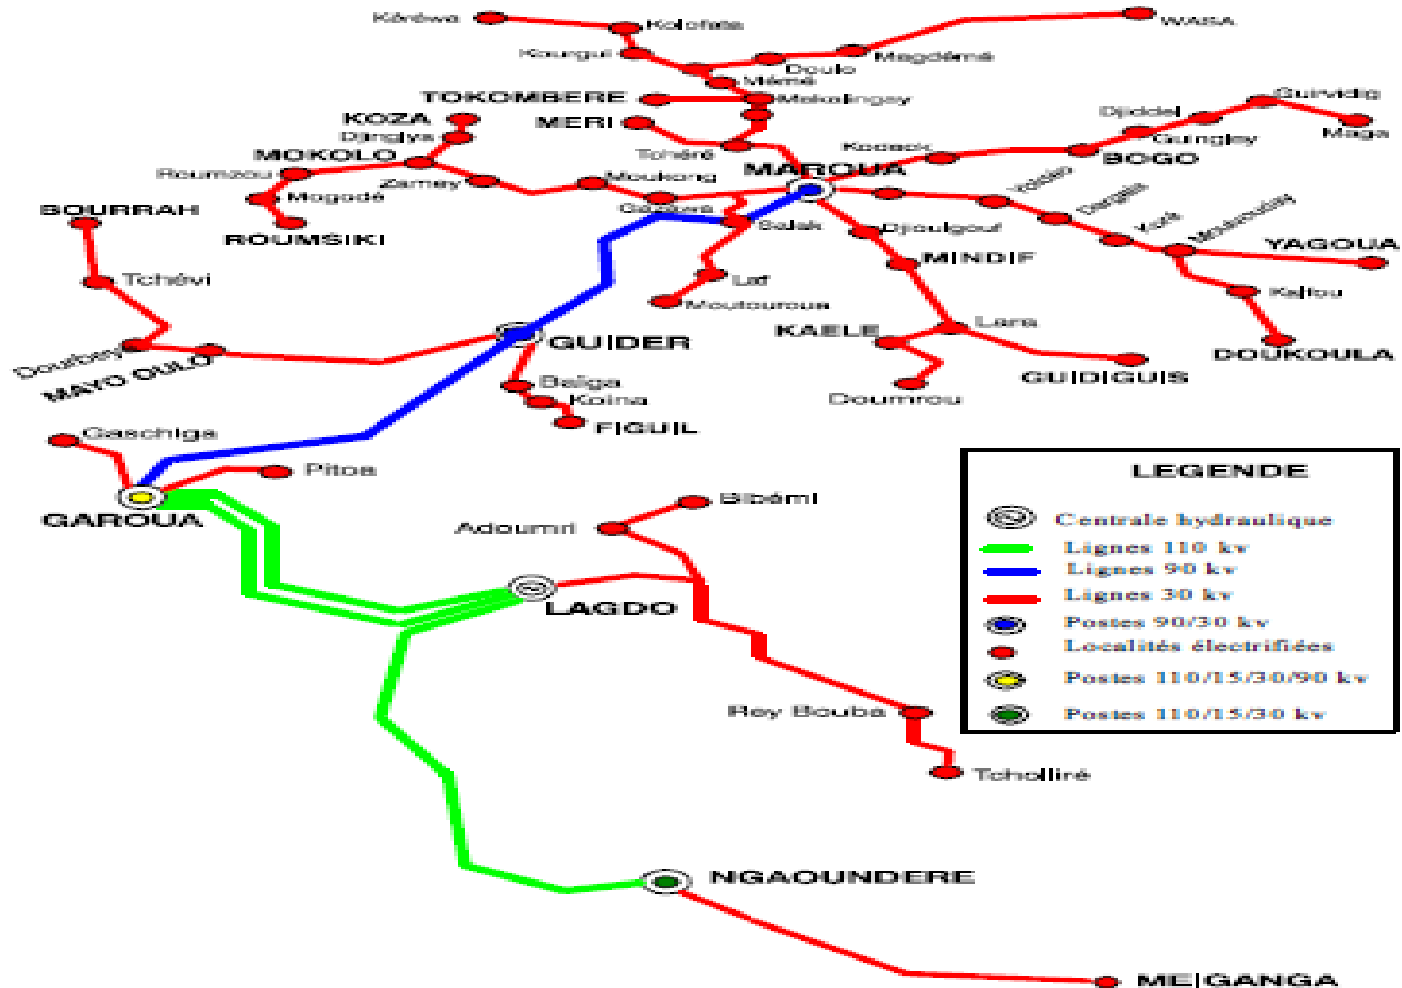 Kéréwa
Kolofata
WASA
Kourgui
Magdémé
Doulo
Mémé
TOKOMBERE
Makalingay
Guirvidig
KOZA
MERI
Djiddel
Djinglya
Guingley
Maga
MOKOLO
Tchéré
Kodeck
BOGO
Roumzou
Zamay
Moukong
MAROUA
Mogodé
Gazawa
Dargala
BOURRAH
Salak
Djoulgouf
YAGOUA
ROUMSIKI
MINDIF
Tchévi
Laf
Moutouroua
Lara
KAELE
GUIDER
Dourbey
DOUKOULA
MAYO OULO
GUIDIGUIS
Doumrou
Koina
FIGUIL
Gaschiga
Pitoa
LEGENDE
GAROUA
Bibémi
Adoumri
Centrale hydraulique
Lignes 110 kv
Lignes 90 kv
LAGDO
Lignes 30 kv
Postes 90/30 kv
Localités électrifiées
Postes 110/15/30/90 kv
Rey Bouba
Postes 110/15/30 kv
Tcholliré
NGAOUNDERE
MEIGANGA